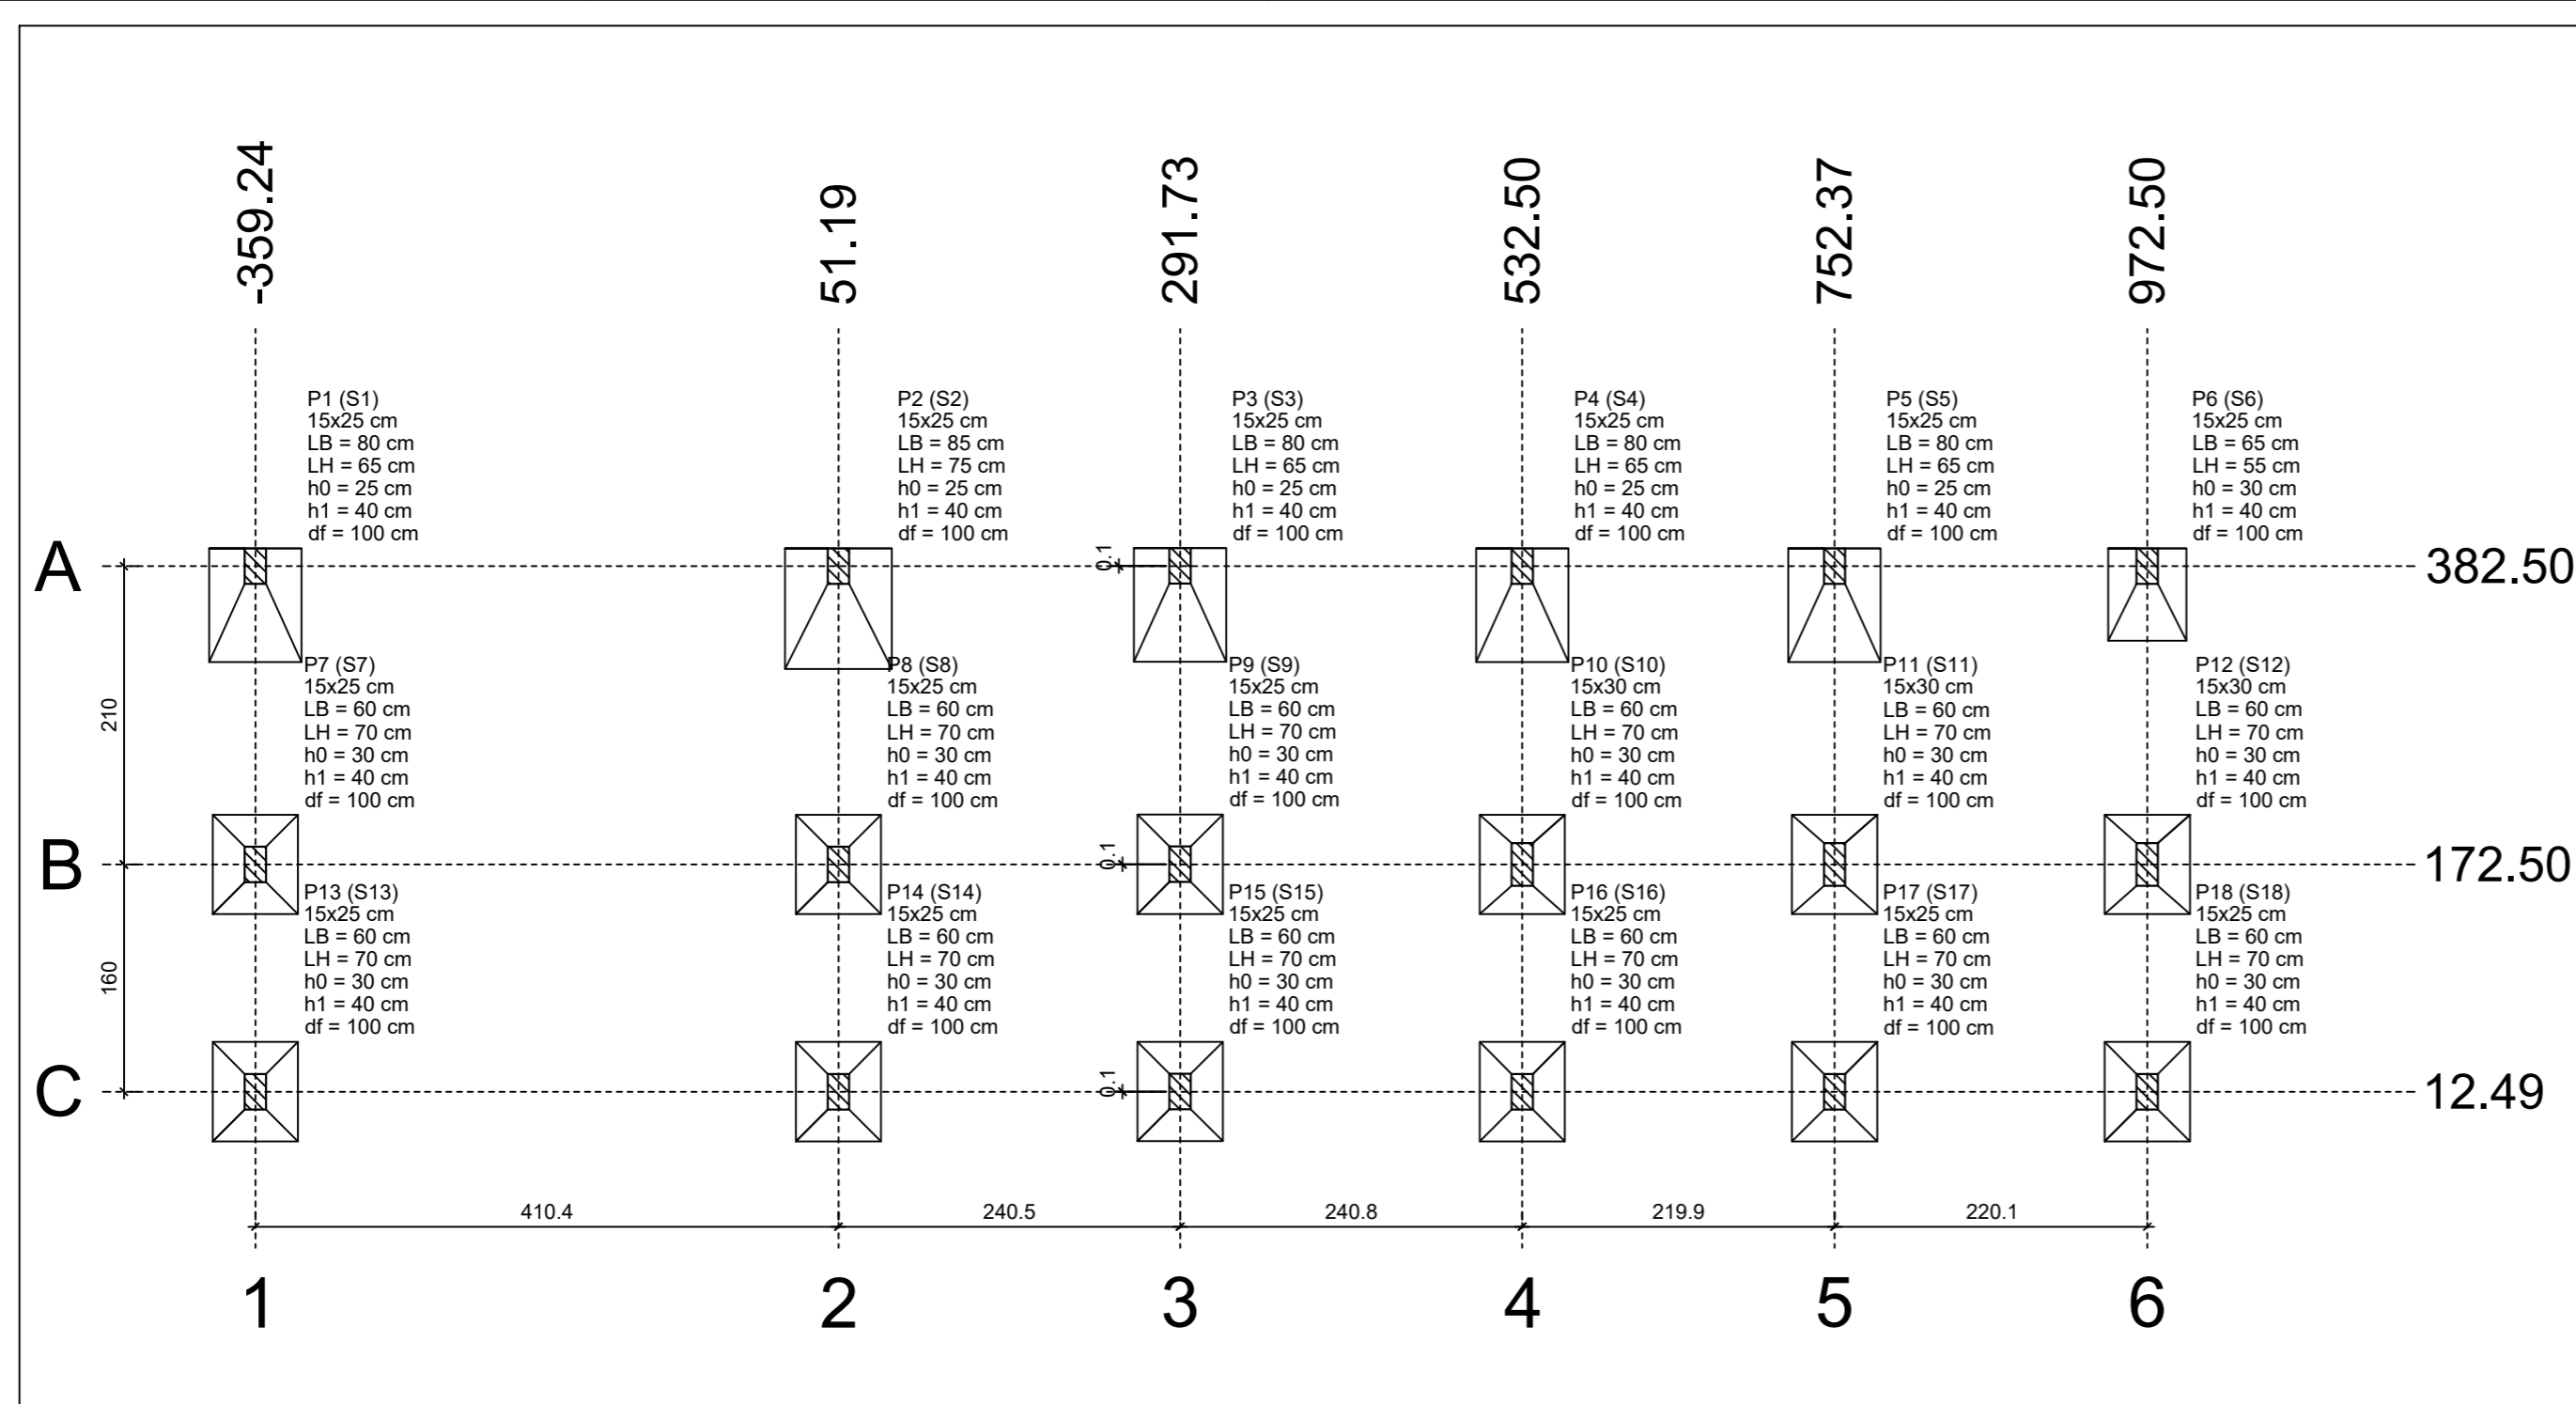 -359.24
51.19
291.73
532.50
752.37
972.50
P1 (S1)
15x25 cm
LB = 80 cm
LH = 65 cm
h0 = 25 cm
h1 = 40 cm
df = 100 cm
P2 (S2)
15x25 cm
LB = 85 cm
LH = 75 cm
h0 = 25 cm
h1 = 40 cm
df = 100 cm
P3 (S3)
15x25 cm
LB = 80 cm
LH = 65 cm
h0 = 25 cm
h1 = 40 cm
df = 100 cm
P4 (S4)
15x25 cm
LB = 80 cm
LH = 65 cm
h0 = 25 cm
h1 = 40 cm
df = 100 cm
P5 (S5)
15x25 cm
LB = 80 cm
LH = 65 cm
h0 = 25 cm
h1 = 40 cm
df = 100 cm
P6 (S6)
15x25 cm
LB = 65 cm
LH = 55 cm
h0 = 30 cm
h1 = 40 cm
df = 100 cm
A
0.1
382.50
210
P7 (S7)
15x25 cm
LB = 60 cm
LH = 70 cm
h0 = 30 cm
h1 = 40 cm
df = 100 cm
P8 (S8)
15x25 cm
LB = 60 cm
LH = 70 cm
h0 = 30 cm
h1 = 40 cm
df = 100 cm
P9 (S9)
15x25 cm
LB = 60 cm
LH = 70 cm
h0 = 30 cm
h1 = 40 cm
df = 100 cm
P10 (S10)
15x30 cm
LB = 60 cm
LH = 70 cm
h0 = 30 cm
h1 = 40 cm
df = 100 cm
P11 (S11)
15x30 cm
LB = 60 cm
LH = 70 cm
h0 = 30 cm
h1 = 40 cm
df = 100 cm
P12 (S12)
15x30 cm
LB = 60 cm
LH = 70 cm
h0 = 30 cm
h1 = 40 cm
df = 100 cm
B
0.1
172.50
160
P13 (S13)
15x25 cm
LB = 60 cm
LH = 70 cm
h0 = 30 cm
h1 = 40 cm
df = 100 cm
P14 (S14)
15x25 cm
LB = 60 cm
LH = 70 cm
h0 = 30 cm
h1 = 40 cm
df = 100 cm
P15 (S15)
15x25 cm
LB = 60 cm
LH = 70 cm
h0 = 30 cm
h1 = 40 cm
df = 100 cm
P16 (S16)
15x25 cm
LB = 60 cm
LH = 70 cm
h0 = 30 cm
h1 = 40 cm
df = 100 cm
P17 (S17)
15x25 cm
LB = 60 cm
LH = 70 cm
h0 = 30 cm
h1 = 40 cm
df = 100 cm
P18 (S18)
15x25 cm
LB = 60 cm
LH = 70 cm
h0 = 30 cm
h1 = 40 cm
df = 100 cm
C
0.1
12.49
410.4
240.5
240.8
219.9
220.1
1
2
3
4
5
6